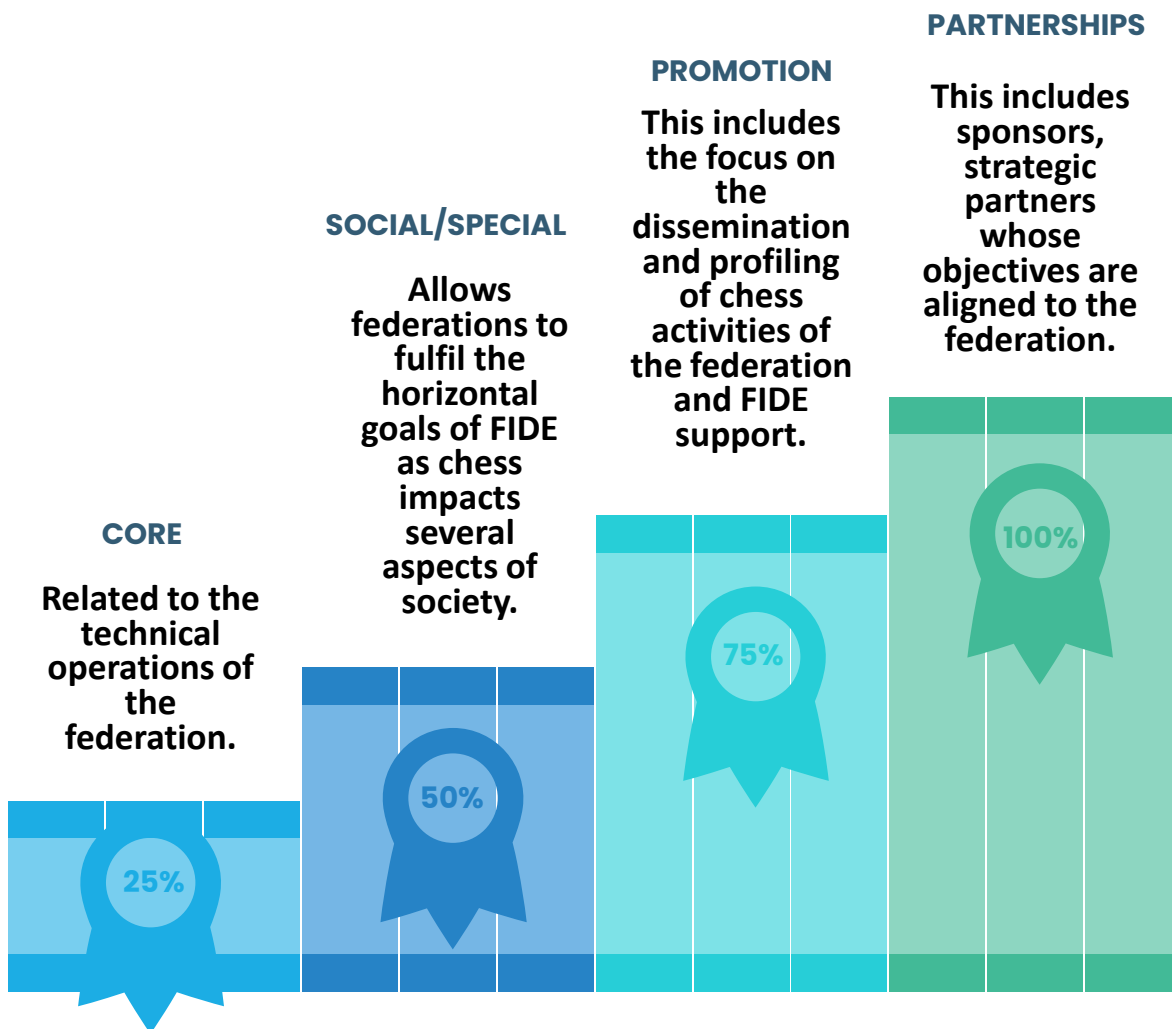 CORE
Related to the
technical
operations of
the
federation.
25%
SOCIAL/SPECIAL
Allows
federations to
fulfil the
horizontal
goals of FIDE
as chess
impacts
several
aspects of
society.
50%
PROMOTION
This includes
the focus on
the
dissemination
and profiling
of chess
activities of
the federation
and FIDE
support.
75%
PARTNERSHIPS
This includes
sponsors,
strategic
partners
whose
objectives are
aligned to the
federation.
100%